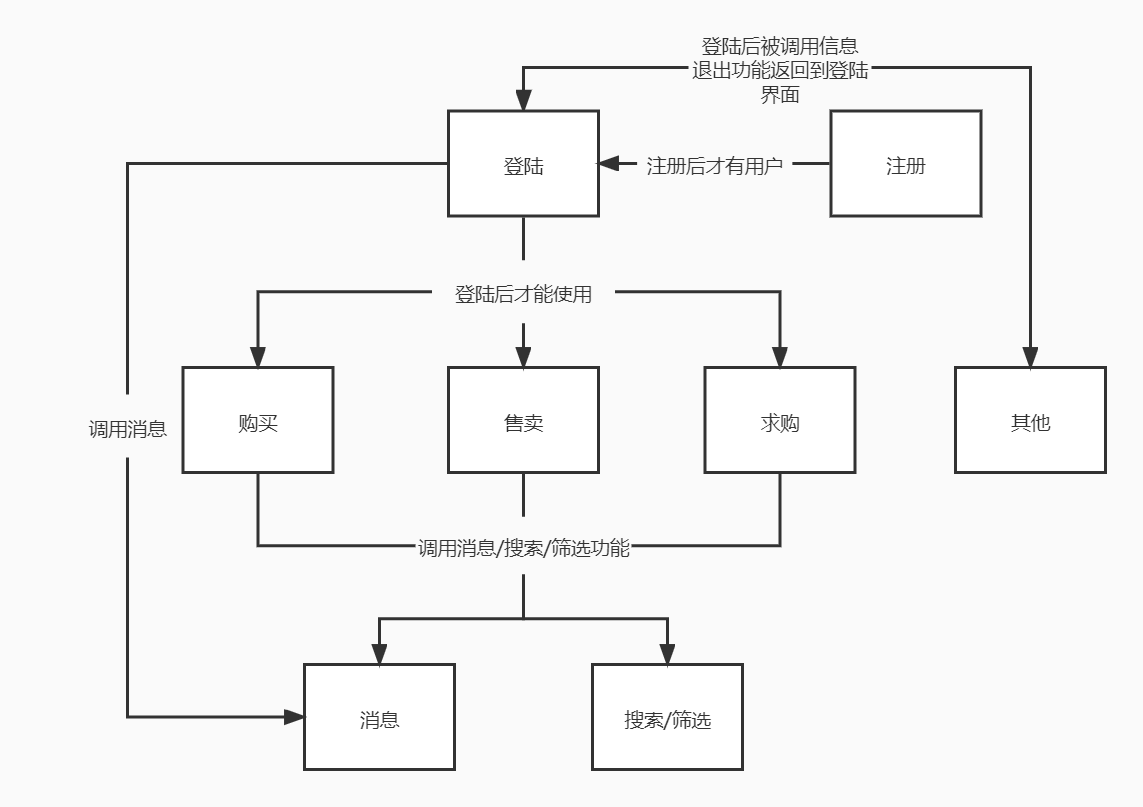 登陆后被调用信息
退出功能返回到登陆
界面
登陆
注册后才有用户
注册
登陆后才能使用
调用消息
购买
售卖
求购
其他
调用消息/搜索/筛选功能
消息
搜索/筛选